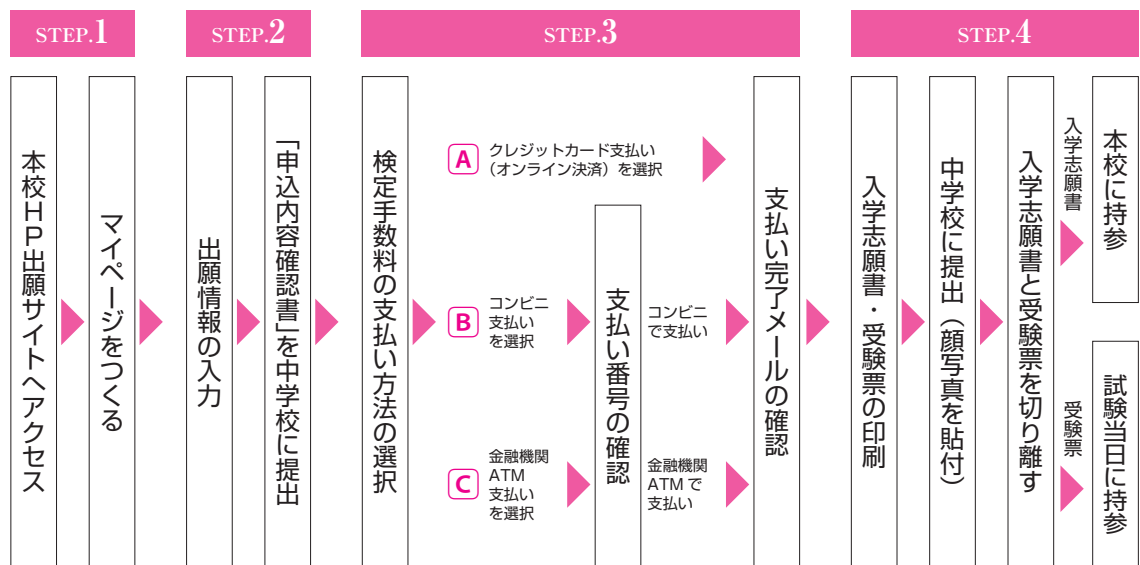 STEP.1
本校HP出願サイトへアクセス
マイページをつくる
STEP.2
出願情報の入力
「申込内容確認書」を中学校に提出
STEP.3
検定手数料の支払い方法の選択
A
クレジットカード支払い
（オンライン決済）を選択
B
コンビニ
支払い
を選択
C
金融機関
ATM
支払い
を選択
支払い番号の確認
コンビニ
で支払い
金融機関
ATMで
支払い
支払い完了メールの確認
STEP.4
入学志願書・受験票の印刷
中学校に提出（顔写真を貼付）
入学志願書と受験票を切り離す
入学志願書
本校に持参
受験票
試験当日に持参